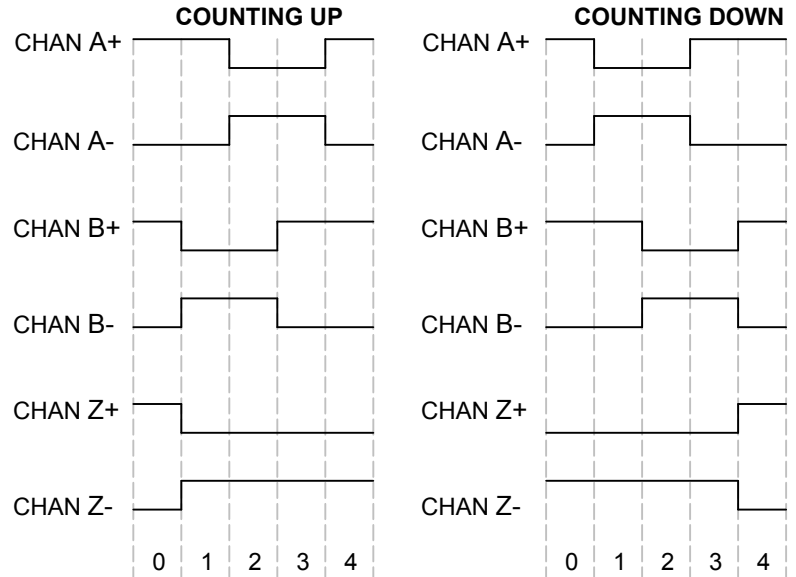 COUNTING UP
CHAN A+
CHAN A-
CHAN B+
CHAN B-
CHAN Z+
CHAN Z-
0 1 2 3 4
COUNTING DOWN
CHAN A+
CHAN A-
CHAN B+
CHAN B-
CHAN Z+
CHAN Z-
0 1 2 3 4